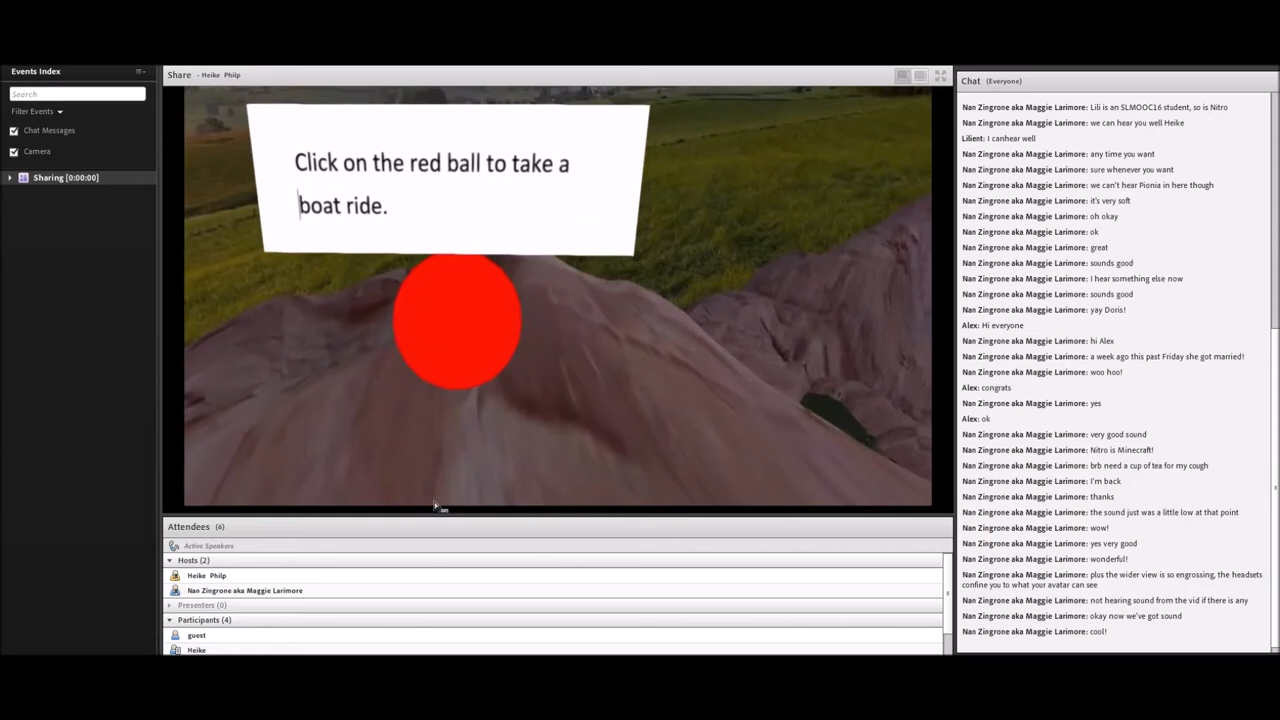 Events Index
Search
Filter Events
Chat Messages
Camera
Sharing [0:00:00]
Share - Heike Philp
Click on the red ball to take a
boat ride.
Attendees (6)
Active Speakers
Hosts (2)
Heike Philp
Nan Zingrone aka Maggie Larimore
Presenters (0)
Participants (4)
guest
Heike
Chat (Everyone)
Nan Zingrone aka Maggie Larimore: Lili is an SLMOOC16 student, so is Nitro
Nan Zingrone aka Maggie Larimore: we can hear you well Heike
Lilient: I canhear well
Nan Zingrone aka Maggie Larimore: any time you want
Nan Zingrone aka Maggie Larimore: sure whenever you want
Nan Zingrone aka Maggie Larimore: we can't hear Pionia in here though
Nan Zingrone aka Maggie Larimore: it's very soft
Nan Zingrone aka Maggie Larimore: oh okay
Nan Zingrone aka Maggie Larimore: ok
Nan Zingrone aka Maggie Larimore: great
Nan Zingrone aka Maggie Larimore: sounds good
Nan Zingrone aka Maggie Larimore: I hear something else now
Nan Zingrone aka Maggie Larimore: sounds good
Nan Zingrone aka Maggie Larimore: yay Doris!
Alex: Hi everyone
Nan Zingrone aka Maggie Larimore: hi Alex
Nan Zingrone aka Maggie Larimore: a week ago this past Friday she got married!
Nan Zingrone aka Maggie Larimore: woo hoo!
Alex: congrats
Nan Zingrone aka Maggie Larimore: yes
Alex: ok
Nan Zingrone aka Maggie Larimore: very good sound
Nan Zingrone aka Maggie Larimore: Nitro is Minecraft!
Nan Zingrone aka Maggie Larimore: brb need a cup of tea for my cough
Nan Zingrone aka Maggie Larimore: I'm back
Nan Zingrone aka Maggie Larimore: thanks
Nan Zingrone aka Maggie Larimore: the sound just was a little low at that point
Nan Zingrone aka Maggie Larimore: wow!
Nan Zingrone aka Maggie Larimore: yes very good
Nan Zingrone aka Maggie Larimore: wonderful!
Nan Zingrone aka Maggie Larimore: plus the wider view is so engrossing, the headsets
confine you to what your avatar can see
Nan Zingrone aka Maggie Larimore: not hearing sound from the vid if there is any
Nan Zingrone aka Maggie Larimore: okay now we've got sound
Nan Zingrone aka Maggie Larimore: cool!